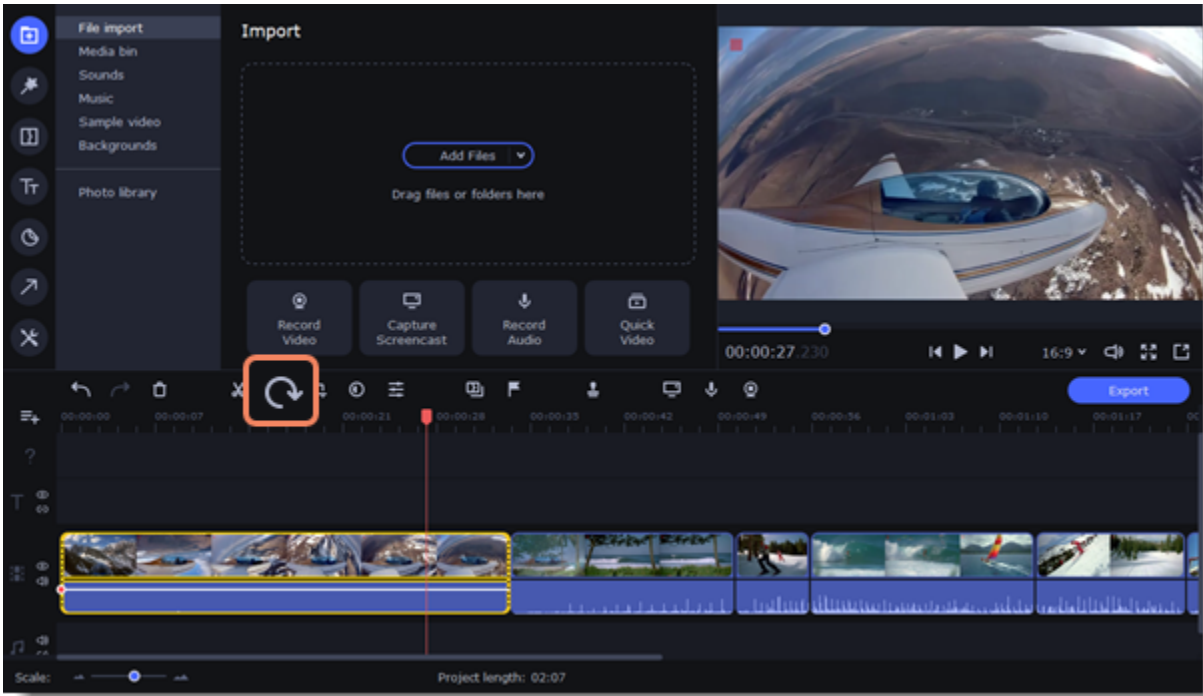 File import
Media bin
Sounds
Music
Sample video
Backgrounds
Photo library
Import
Add Files
Drag files or folders here
Record
Video
Capture
Screencast
Record
Audio
Quick
Video
00:00:27.230
16:9
Export
00:00:00 00:00:07 00:00:21 00:00:28 00:00:35 00:00:42 00:00:49 00:00:56 00:01:03 00:01:10 00:01:17
?
T
Scale:
Project length: 02:07